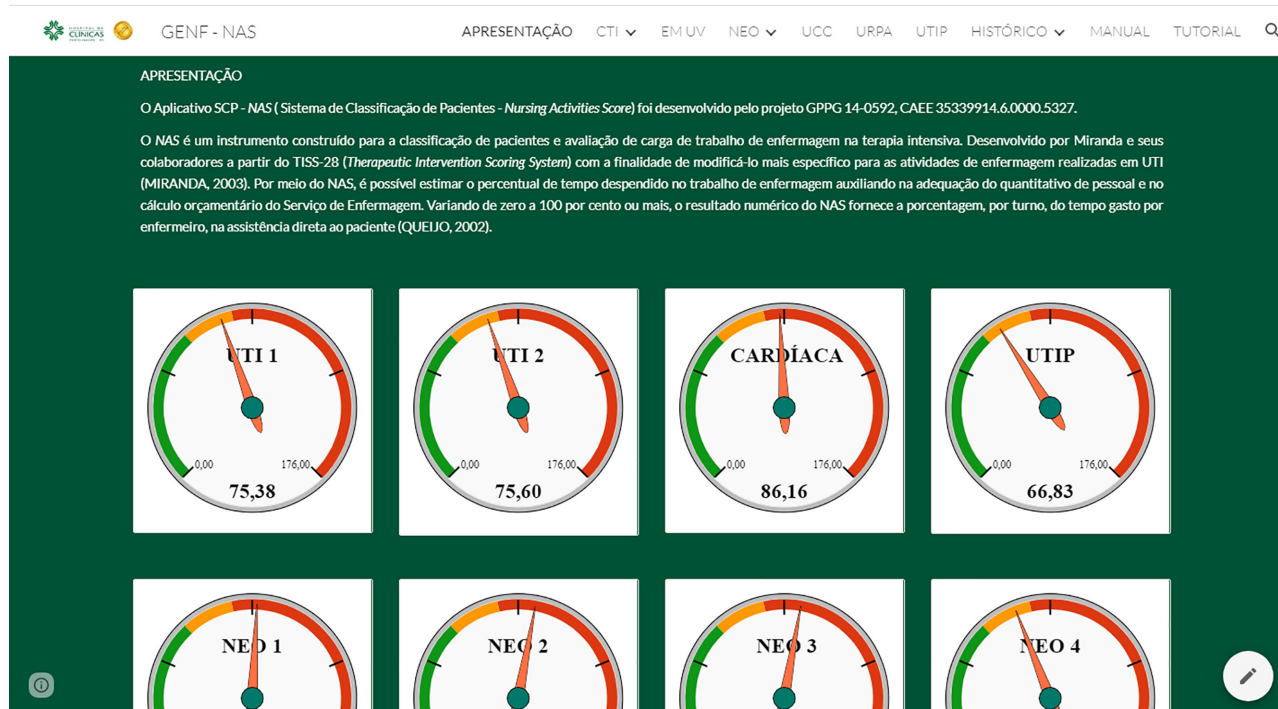 HOSPITAL DE
CLÍNICAS
GENF - NAS
APRESENTAÇÃO CTI EM UV NEO UCC URPA UTIP HISTÓRICO MANUAL TUTORIAL
APRESENTAÇÃO
O Aplicativo SCP - NAS ( Sistema de Classificação de Pacientes - Nursing Activities Score) foi desenvolvido pelo projeto GPPG 14-0592, CAEE 35339914.6.0000.5327.
O NAS é um instrumento construído para a classificação de pacientes e avaliação de carga de trabalho de enfermagem na terapia intensiva. Desenvolvido por Miranda e seus
colaboradores a partir do TISS-28 (Therapeutic Intervention Scoring System) com a finalidade de modificá-lo mais específico para as atividades de enfermagem realizadas em UTI
(MIRANDA, 2003). Por meio do NAS, é possível estimar o percentual de tempo despendido no trabalho de enfermagem auxiliando na adequação do quantitativo de pessoal e no
cálculo orçamentário do Serviço de Enfermagem. Variando de zero a 100 por cento ou mais, o resultado numérico do NAS fornece a porcentagem, por turno, do tempo gasto por
enfermeiro, na assistência direta ao paciente (QUEIJO, 2002).
UTI 1
0,00 176,00
75,38
UTI 2
0,00 176,00
75,60
CARDÍACA
0,00 176,00
86,16
UTIP
0,00 176,00
66,83
NEO 1
NEO 2
NEO 3
NEO 4